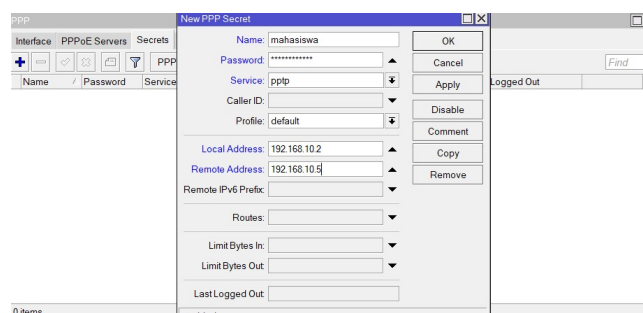 PPP
New PPP Secret
Interface PPPoE Servers Secrets
PPP
Find
Name / Password Service
Logged Out
Name: mahasiswa
Password: ************
Service: pptp
Caller ID:
Profile: default
Local Address: 192.168.10.2
Remote Address: 192.168.10.5
Remote IPv6 Prefix:
Routes:
Limit Bytes In:
Limit Bytes Out:
Last Logged Out:
OK
Cancel
Apply
Disable
Comment
Copy
Remove
0 items